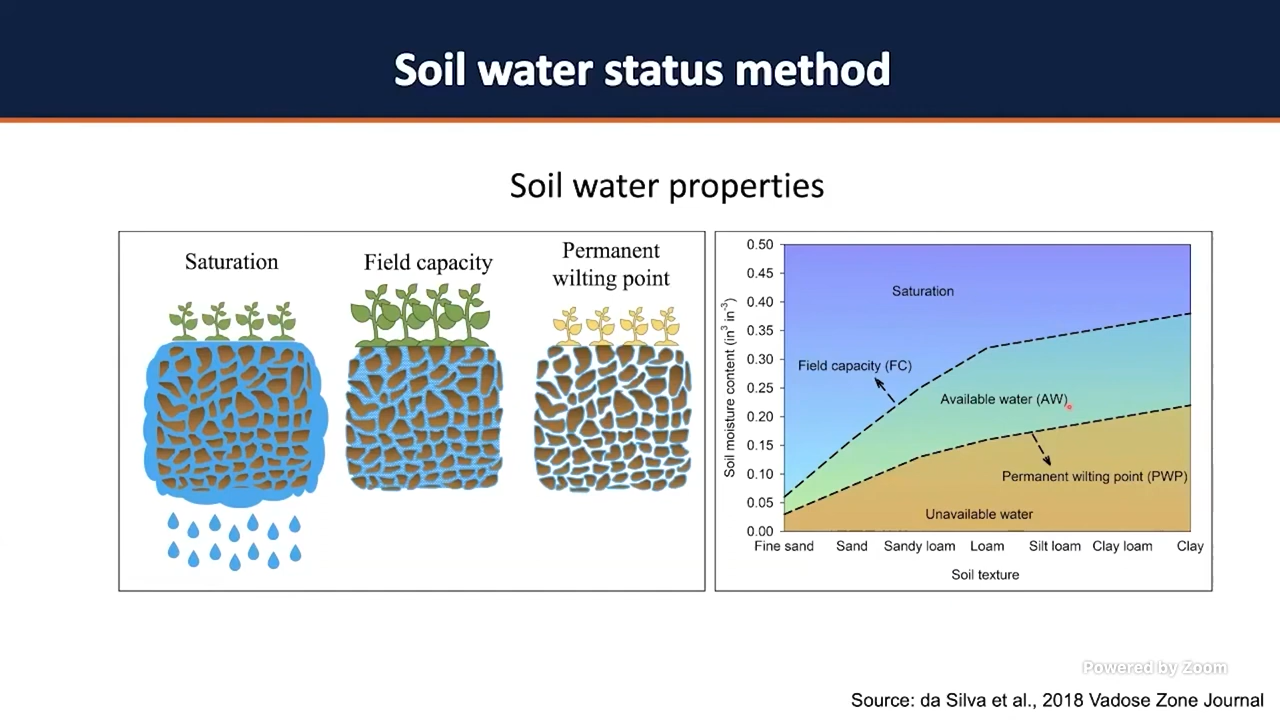 Soil water status method
Soil water properties
Saturation
Field capacity
Permanent
wilting point
Soil moisture content (in³ in⁻³)
0.50
0.45
0.40
0.35
0.30
0.25
0.20
0.15
0.10
0.05
0.00
Saturation
Field capacity (FC)
Available water (AW)
Permanent wilting point (PWP)
Unavailable water
Fine sand Sand Sandy loam Loam Silt loam Clay loam Clay
Soil texture
Powered by Zoom
Source: da Silva et al., 2018 Vadose Zone Journal